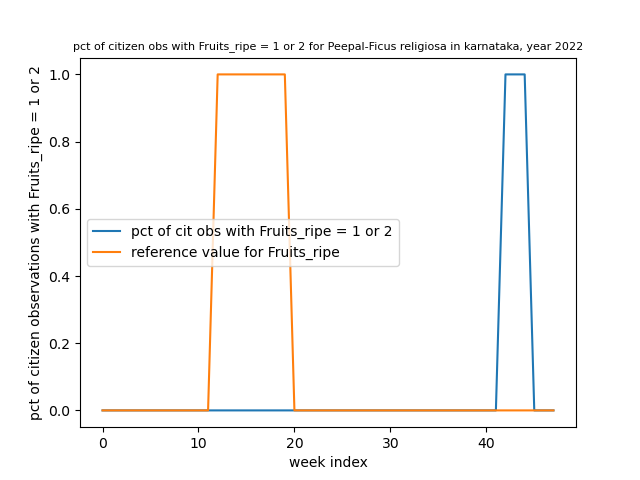 pct of citizen obs with Fruits_ripe = 1 or 2 for Peepal-Ficus religiosa in karnataka, year 2022
pct of citizen observations with Fruits_ripe = 1 or 2
1.0
0.8
0.6
0.4
0.2
0.0
pct of cit obs with Fruits_ripe = 1 or 2
reference value for Fruits_ripe
0 10 20 30 40
week index